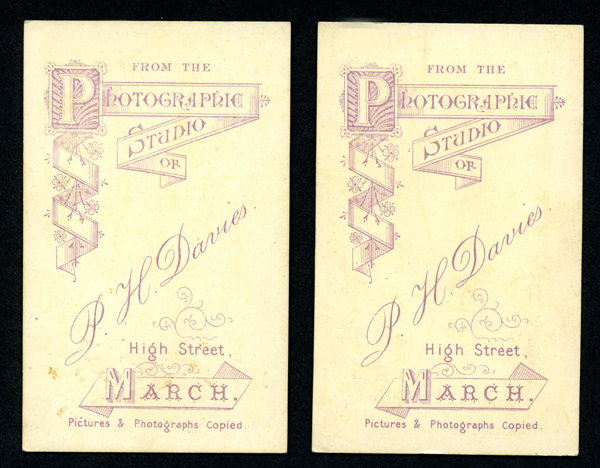 FROM THE
PHOTOGRAPHIC
STUDIO
OF
P. H. Davies.
High Street,
MARCH.
Pictures & Photographs Copied.
FROM THE
PHOTOGRAPHIC
STUDIO
OF
P. H. Davies.
High Street,
MARCH.
Pictures & Photographs Copied.